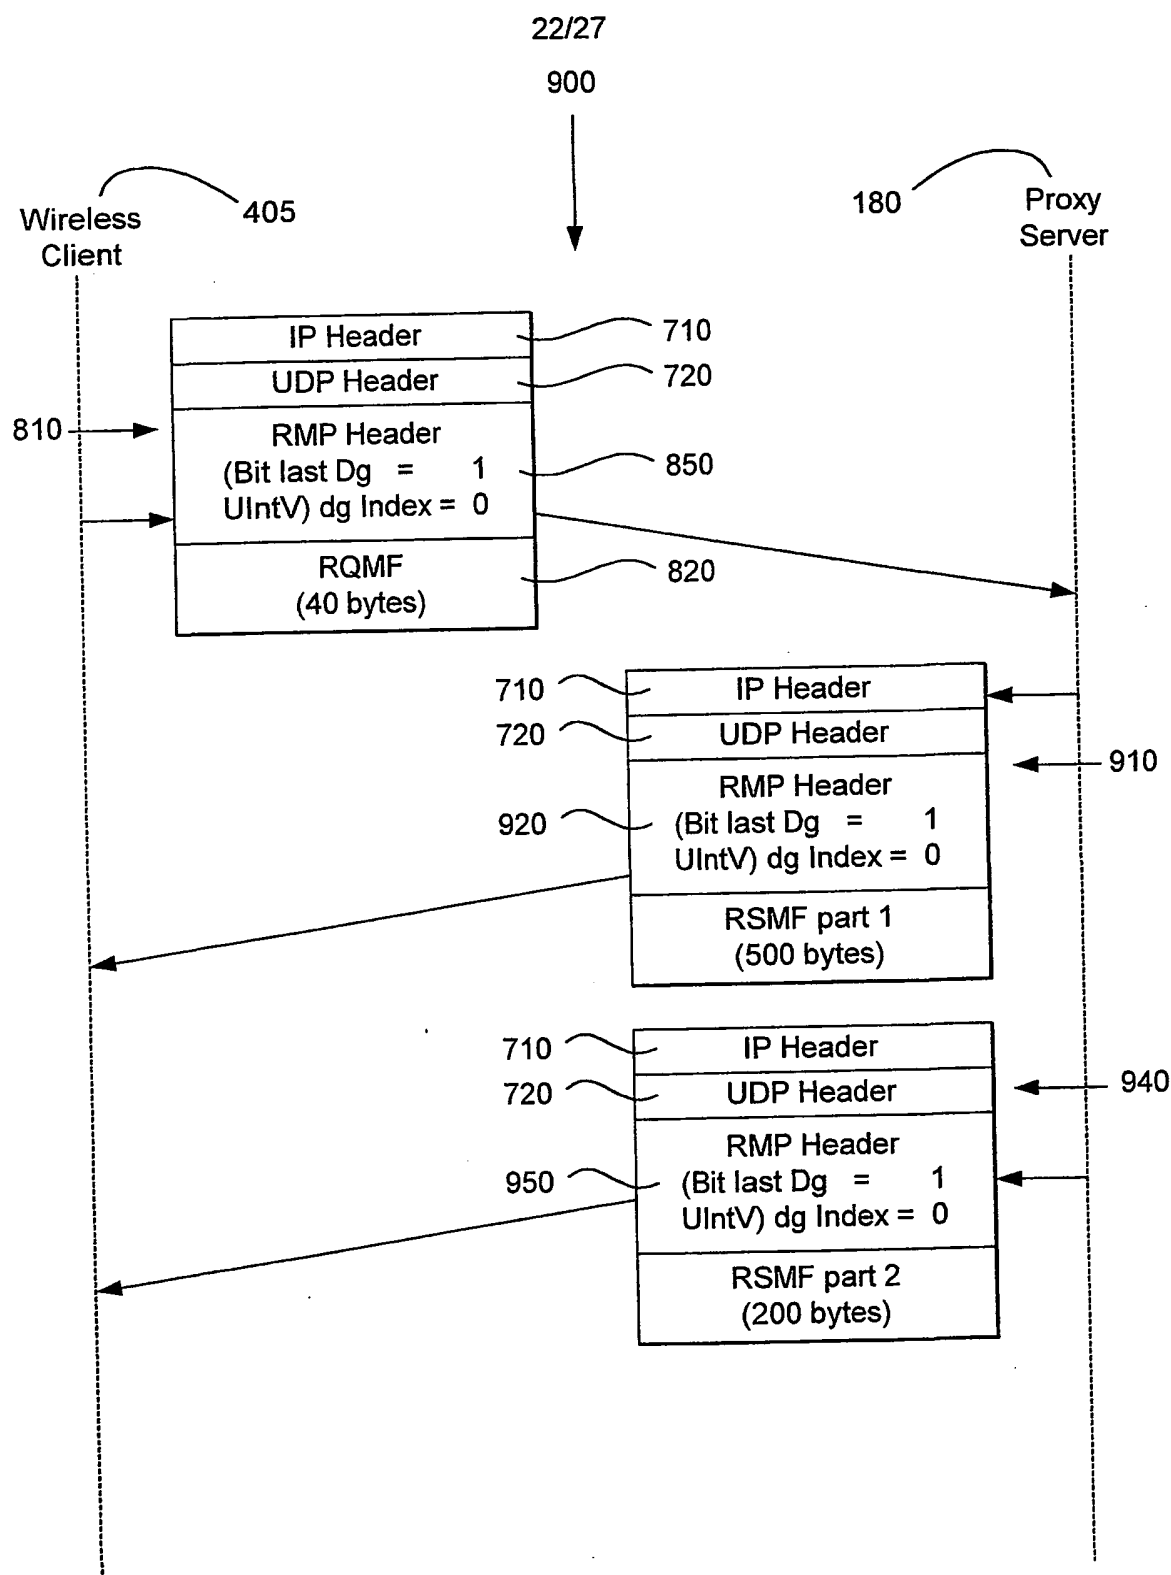 22/27
900
Wireless
Client
405
180
Proxy
Server
IP Header
710
UDP Header
720
810
RMP Header
(Bit last Dg = 1
850
UIntV) dg Index = 0
RQMF
820
(40 bytes)
710
IP Header
720
UDP Header
910
RMP Header
920
(Bit last Dg = 1
UIntV) dg Index = 0
RSMF part 1
(500 bytes)
710
IP Header
720
UDP Header
940
RMP Header
950
(Bit last Dg = 1
UIntV) dg Index = 0
RSMF part 2
(200 bytes)